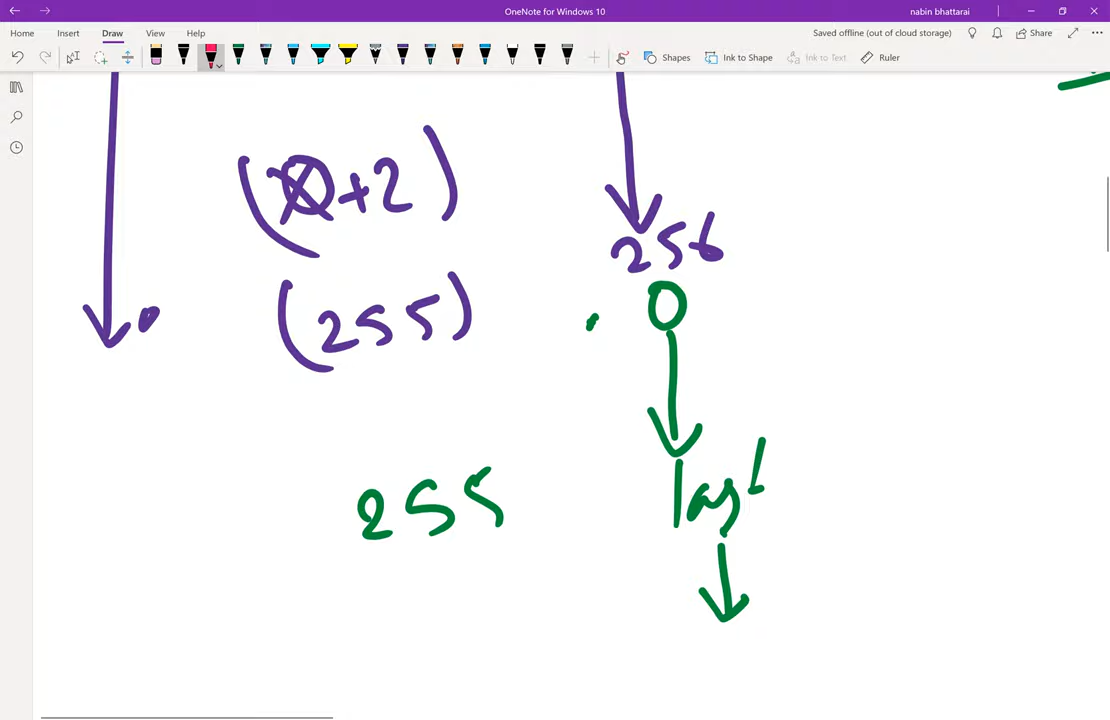 OneNote for Windows 10
nabin bhattarai
Home Insert Draw View Help
Saved offline (out of cloud storage)
Share
Shapes
Ink to Shape
Ink to Text
Ruler
+2)
256
(255)
0
last
255